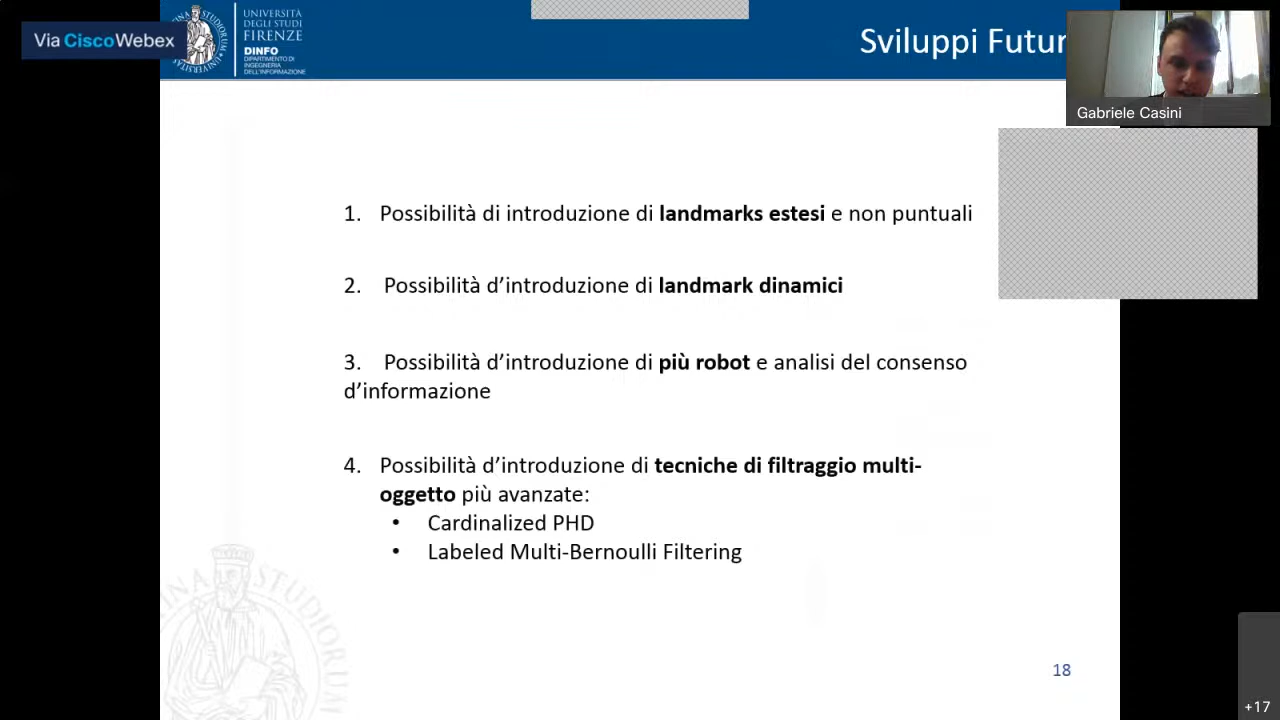 Via Cisco Webex
UNIVERSITÀ
DEGLI STUDI
FIRENZE
DINFO
DIPARTIMENTO DI
INGEGNERIA
DELL'INFORMAZIONE
Sviluppi Futur
Gabriele Casini
1. Possibilità di introduzione di landmarks estesi e non puntuali
2. Possibilità d’introduzione di landmark dinamici
3. Possibilità d’introduzione di più robot e analisi del consenso
d’informazione
4. Possibilità d’introduzione di tecniche di filtraggio multi-
oggetto più avanzate:
• Cardinalized PHD
• Labeled Multi-Bernoulli Filtering
18
+17